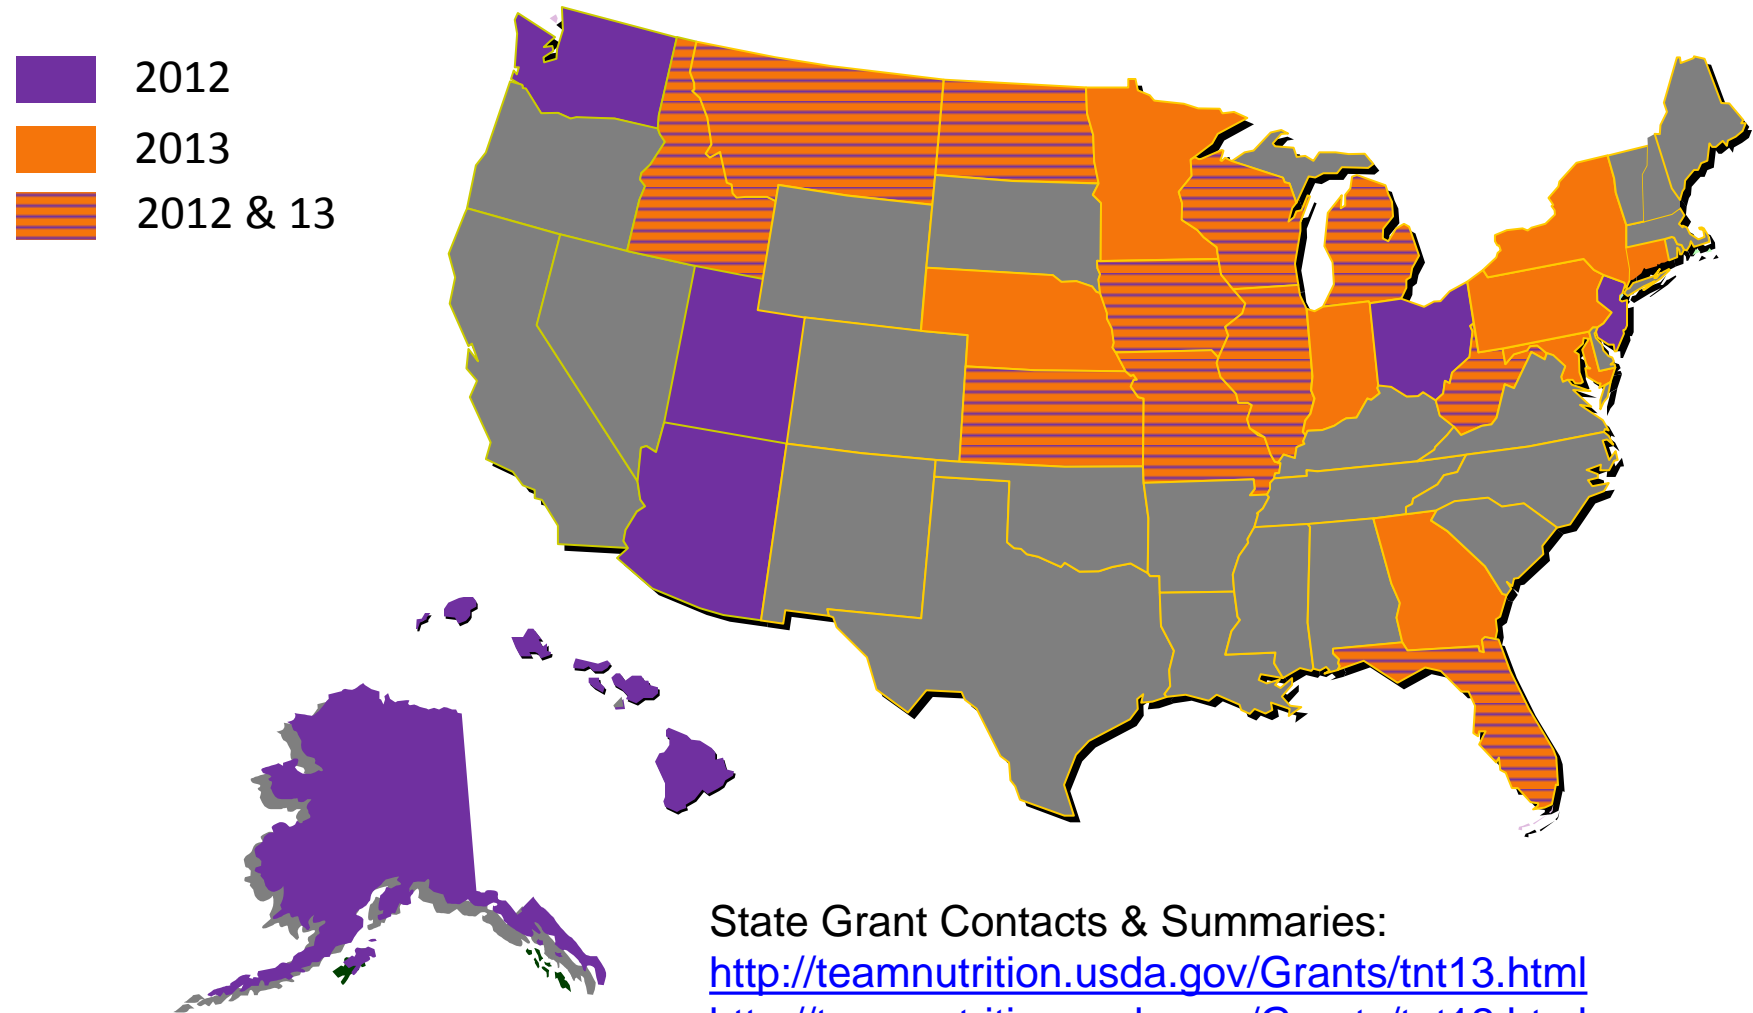 2012
2013
2012 & 13
State Grant Contacts & Summaries:
http://teamnutrition.usda.gov/Grants/tnt13.html